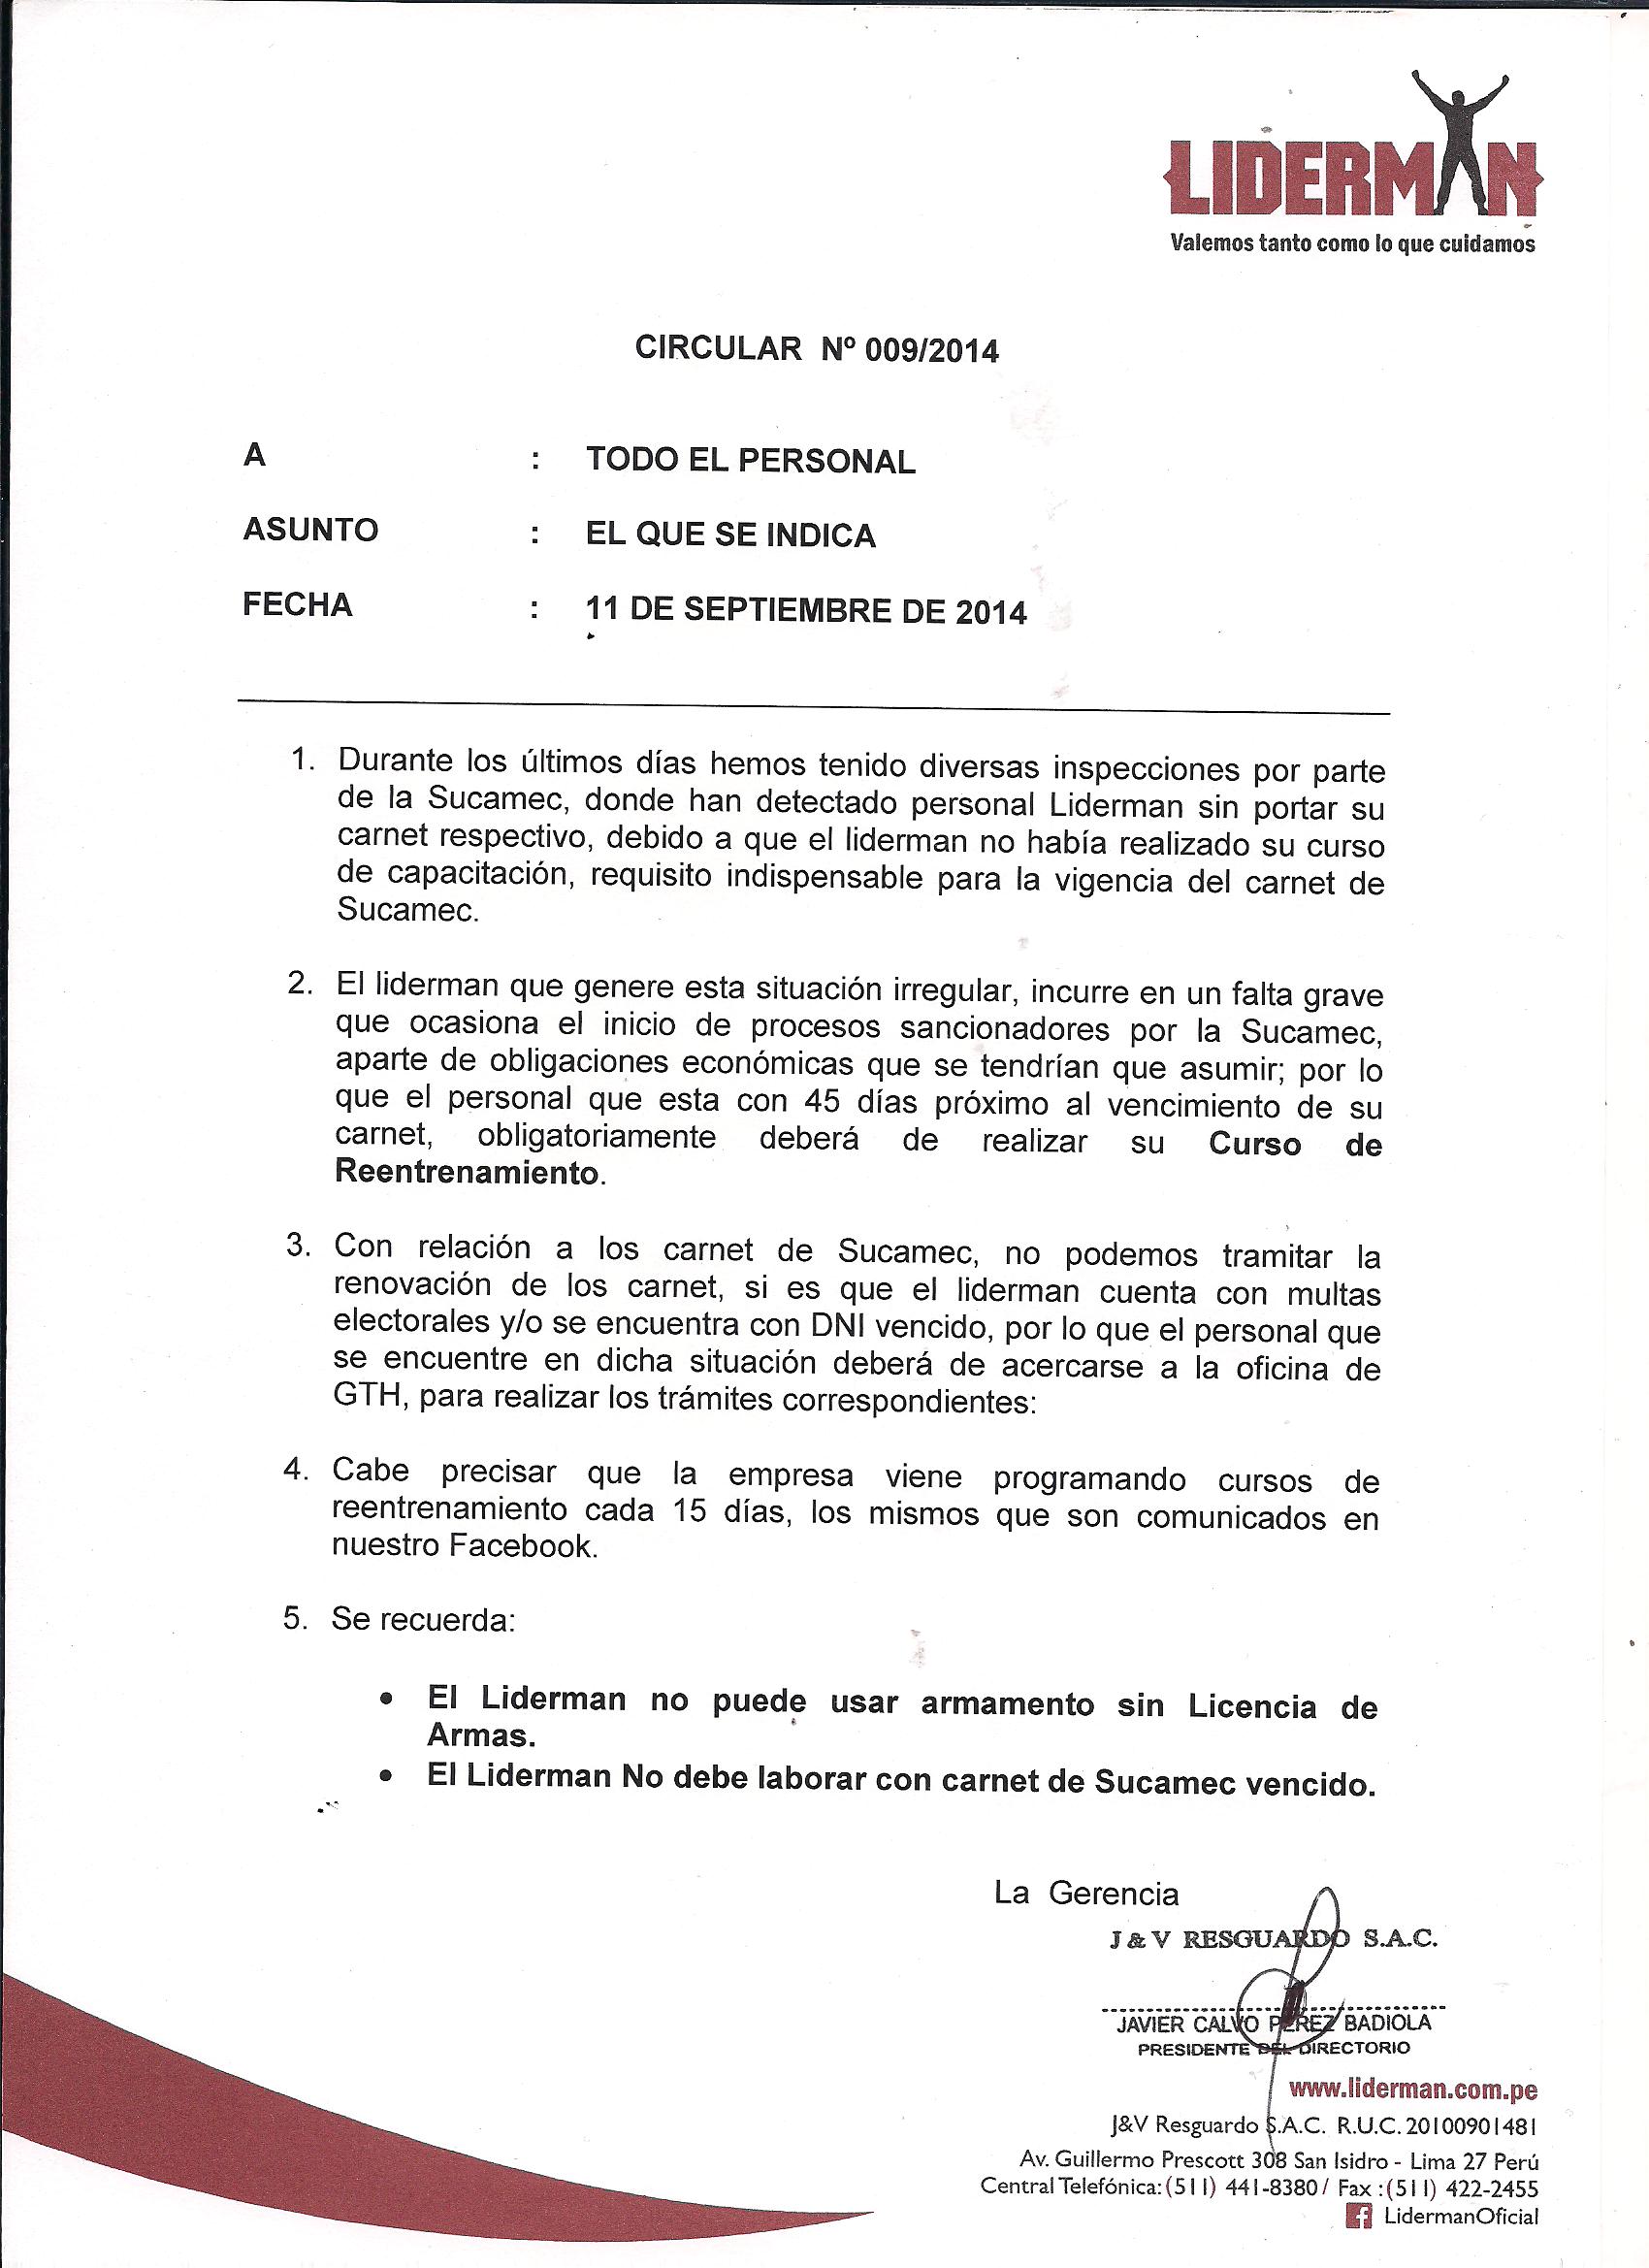 LIDERMAN
Valemos tanto como lo que cuidamos
CIRCULAR Nº 009/2014
A : TODO EL PERSONAL
ASUNTO : EL QUE SE INDICA
FECHA : 11 DE SEPTIEMBRE DE 2014
1. Durante los últimos días hemos tenido diversas inspecciones por parte
de la Sucamec, donde han detectado personal Liderman sin portar su
carnet respectivo, debido a que el liderman no había realizado su curso
de capacitación, requisito indispensable para la vigencia del carnet de
Sucamec.
2. El liderman que genere esta situación irregular, incurre en un falta grave
que ocasiona el inicio de procesos sancionadores por la Sucamec,
aparte de obligaciones económicas que se tendrían que asumir; por lo
que el personal que esta con 45 días próximo al vencimiento de su
carnet, obligatoriamente deberá de realizar su Curso de
Reentrenamiento.
3. Con relación a los carnet de Sucamec, no podemos tramitar la
renovación de los carnet, si es que el liderman cuenta con multas
electorales y/o se encuentra con DNI vencido, por lo que el personal que
se encuentre en dicha situación deberá de acercarse a la oficina de
GTH, para realizar los trámites correspondientes:
4. Cabe precisar que la empresa viene programando cursos de
reentrenamiento cada 15 días, los mismos que son comunicados en
nuestro Facebook.
5. Se recuerda:
• El Liderman no puede usar armamento sin Licencia de
Armas.
• El Liderman No debe laborar con carnet de Sucamec vencido.
La Gerencia
J & V RESGUARDO S.A.C.
JAVIER CALVO PEREZ BADIOLA
PRESIDENTE DEL DIRECTORIO
www.liderman.com.pe
J&V Resguardo S.A.C. R.U.C. 20100901481
Av. Guillermo Prescott 308 San Isidro - Lima 27 Perú
Central Telefónica: (511) 441-8380 / Fax : (511) 422-2455
LidermanOficial